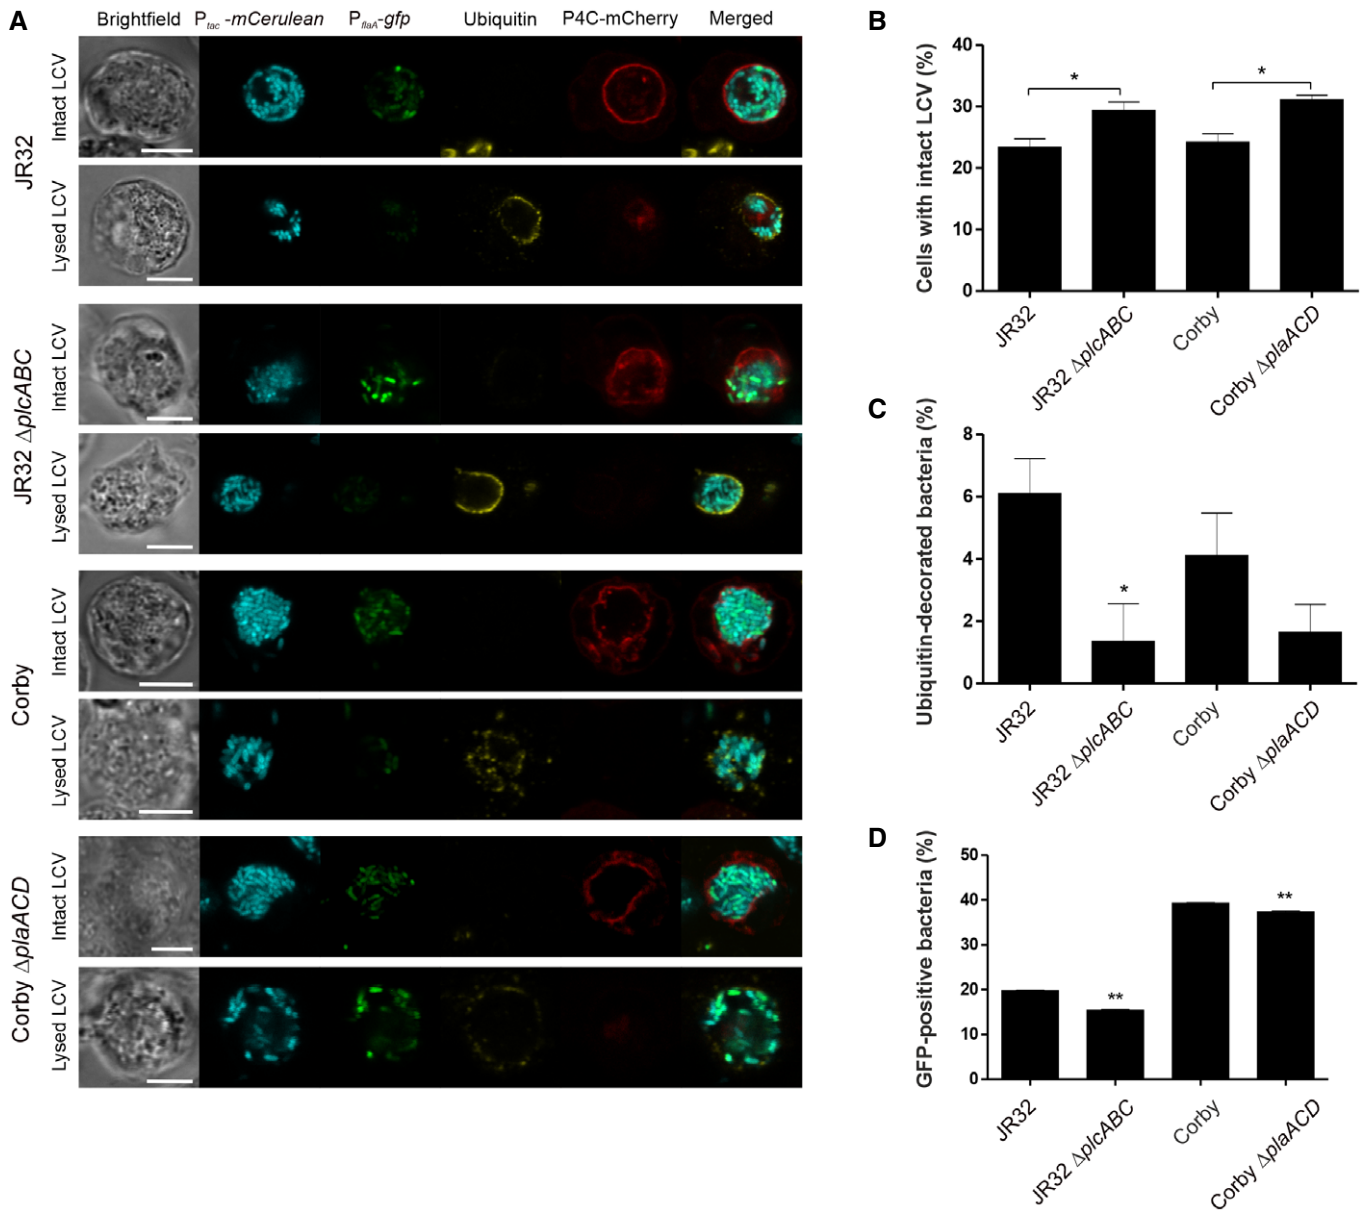 A
Brightfield P tac -mCerulean P flaA-gfp Ubiquitin P4C-mCherry Merged
JR32
Intact LCV
Lysed LCV
JR32 ΔplcABC
Intact LCV
Lysed LCV
Corby
Intact LCV
Lysed LCV
Corby ΔplaACD
Intact LCV
Lysed LCV
B
Cells with intact LCV (%)
40
30
20
10
0
*
*
JR32
JR32 ΔplcABC
Corby
Corby ΔplaACD
C
Ubiquitin-decorated bacteria (%)
8
6
4
2
0
*
JR32
JR32 ΔplcABC
Corby
Corby ΔplaACD
D
GFP-positive bacteria (%)
50
40
30
20
10
0
**
**
JR32
JR32 ΔplcABC
Corby
Corby ΔplaACD